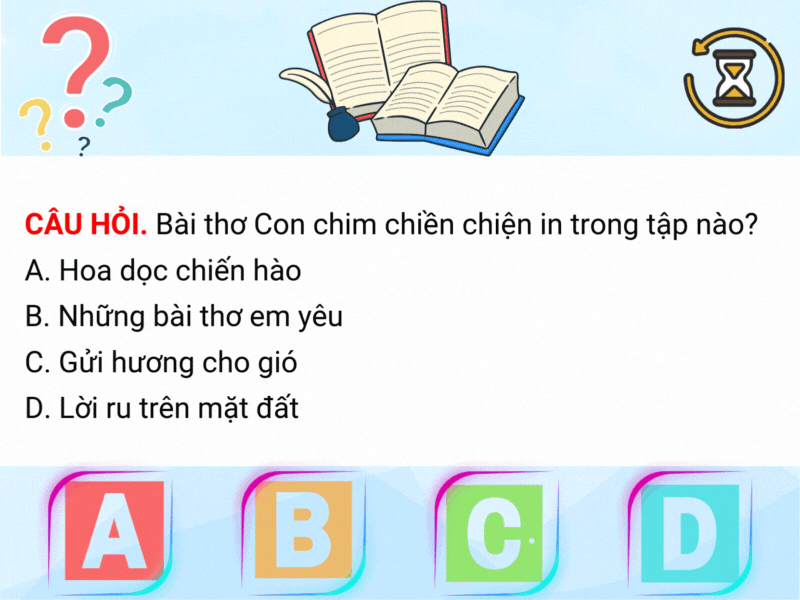 CÂU HỎI. Bài thơ Con chim chiền chiện in trong tập nào?
A. Hoa dọc chiến hào
B. Những bài thơ em yêu
C. Gửi hương cho gió
D. Lời ru trên mặt đất
A B C D